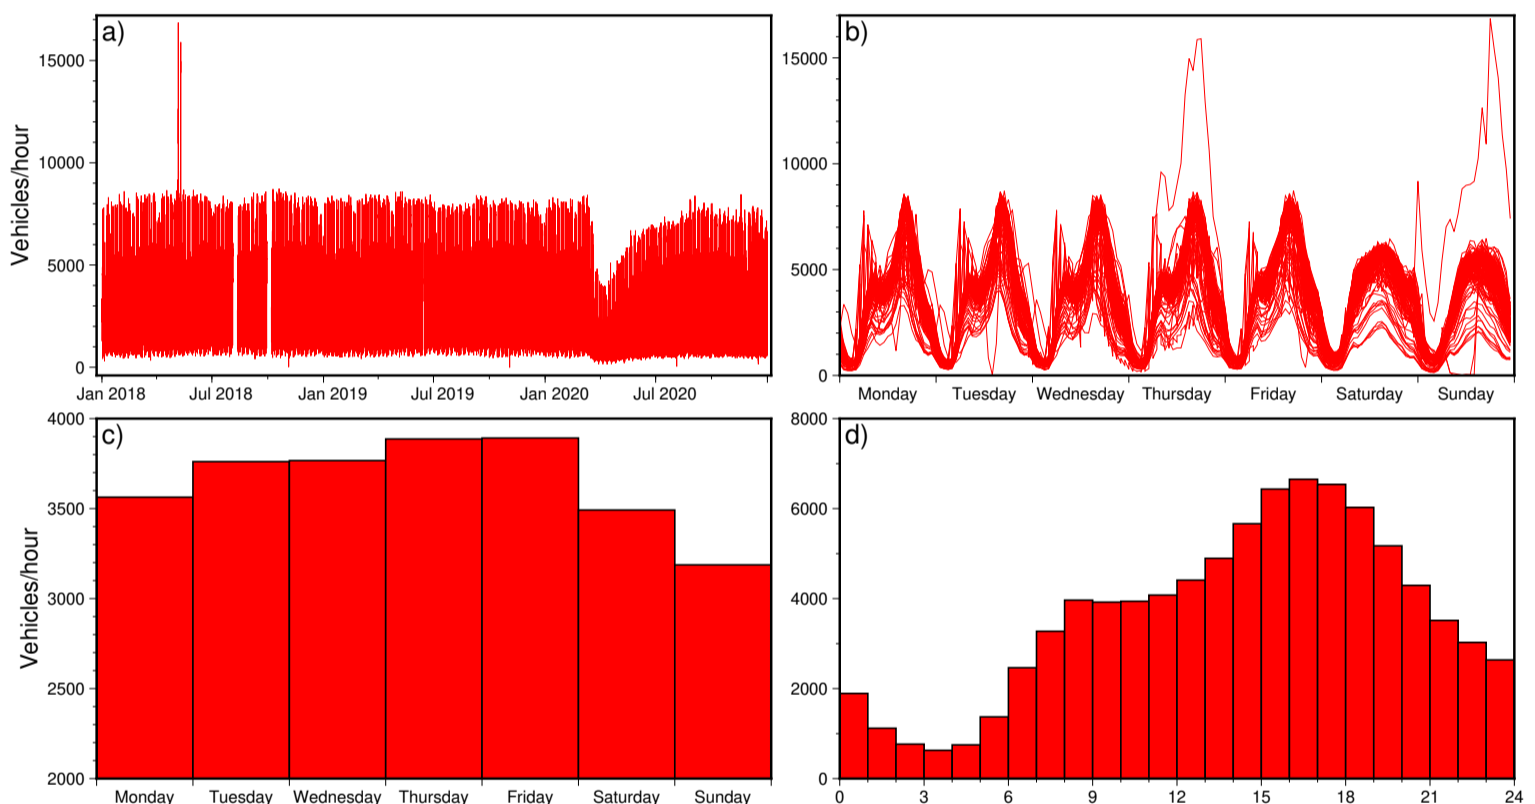 a)
Vehicles/hour
15000
10000
5000
0
Jan 2018 Jul 2018 Jan 2019 Jul 2019 Jan 2020 Jul 2020
b)
15000
10000
5000
0
Monday Tuesday Wednesday Thursday Friday Saturday Sunday
c)
Vehicles/hour
4000
3500
3000
2500
2000
Monday Tuesday Wednesday Thursday Friday Saturday Sunday
d)
8000
6000
4000
2000
0
0 3 6 9 12 15 18 21 24